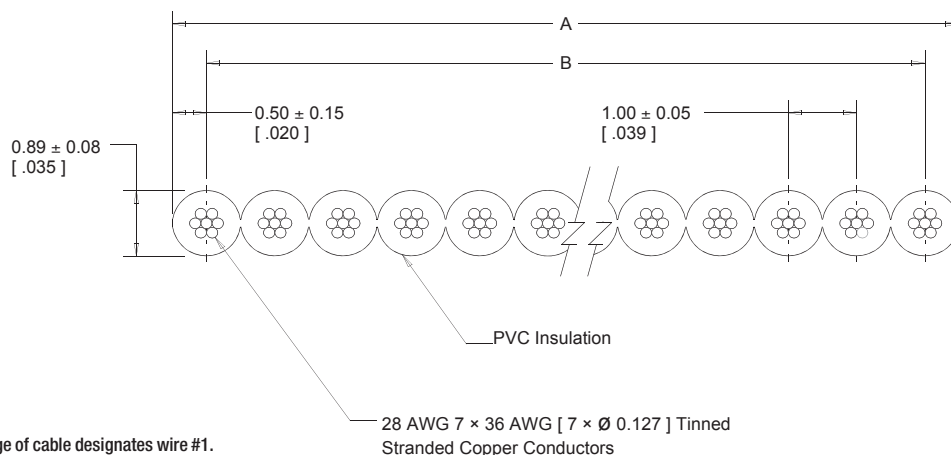 A
B
0.50 ± 0.15
[ .020 ]
1.00 ± 0.05
[ .039 ]
0.89 ± 0.08
[ .035 ]
PVC Insulation
28 AWG 7 × 36 AWG [ 7 × Ø 0.127 ] Tinned
Stranded Copper Conductors
ge of cable designates wire #1.